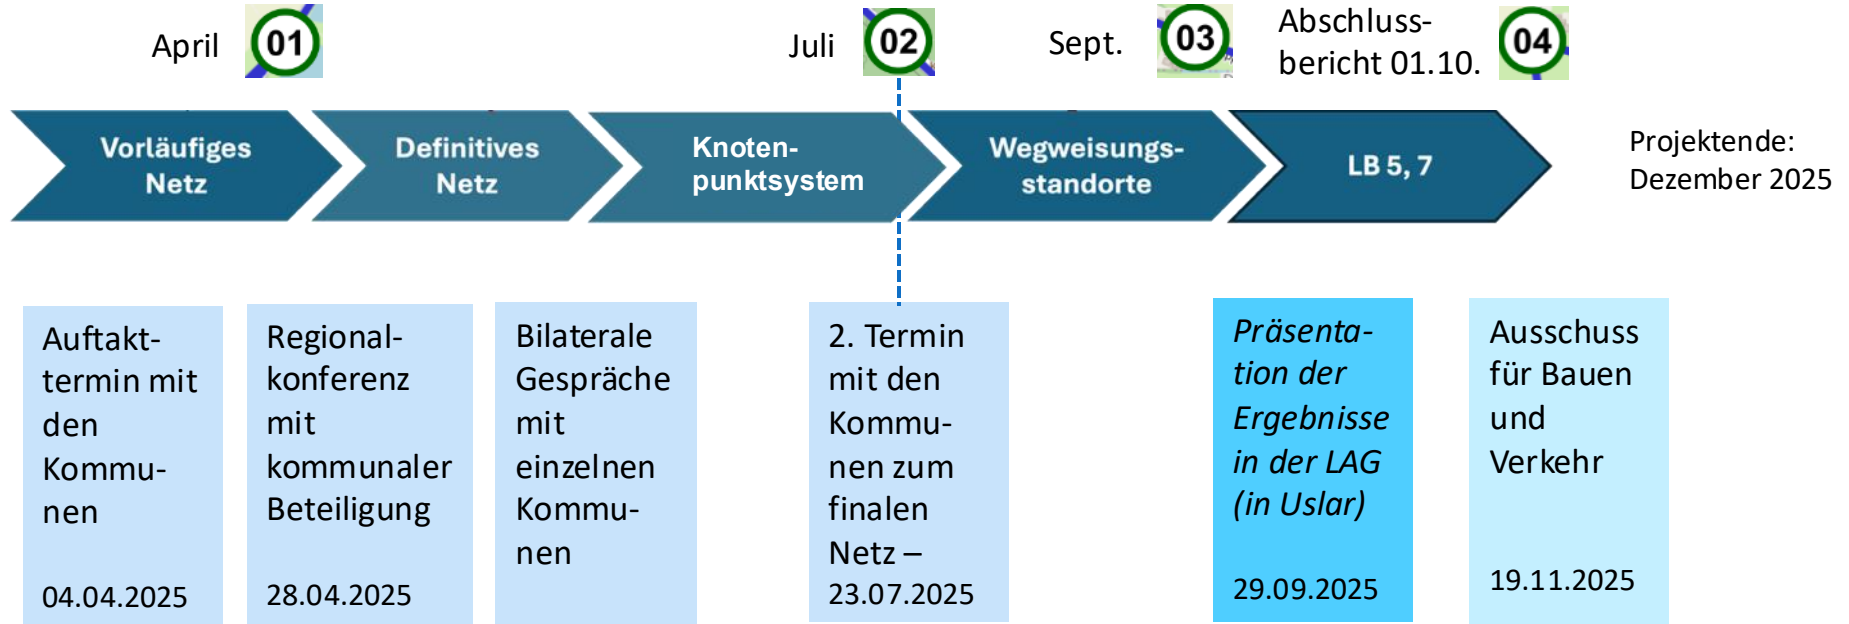 April
01
Juli
02
Sept.
03
Abschluss-
bericht 01.10.
04
Vorläufiges
Netz
Definitives
Netz
Knoten-
punktsystem
Wegweisungs-
standorte
LB 5, 7
Projektende:
Dezember 2025
Auftakt-
termin mit
den
Kommu-
nen
04.04.2025
Regional-
konferenz
mit
kommunaler
Beteiligung
28.04.2025
Bilaterale
Gespräche
mit
einzelnen
Kommu-
nen
2. Termin
mit den
Kommu-
nen zum
finalen
Netz –
23.07.2025
Präsenta-
tion der
Ergebnisse
in der LAG
(in Uslar)
29.09.2025
Ausschuss
für Bauen
und
Verkehr
19.11.2025